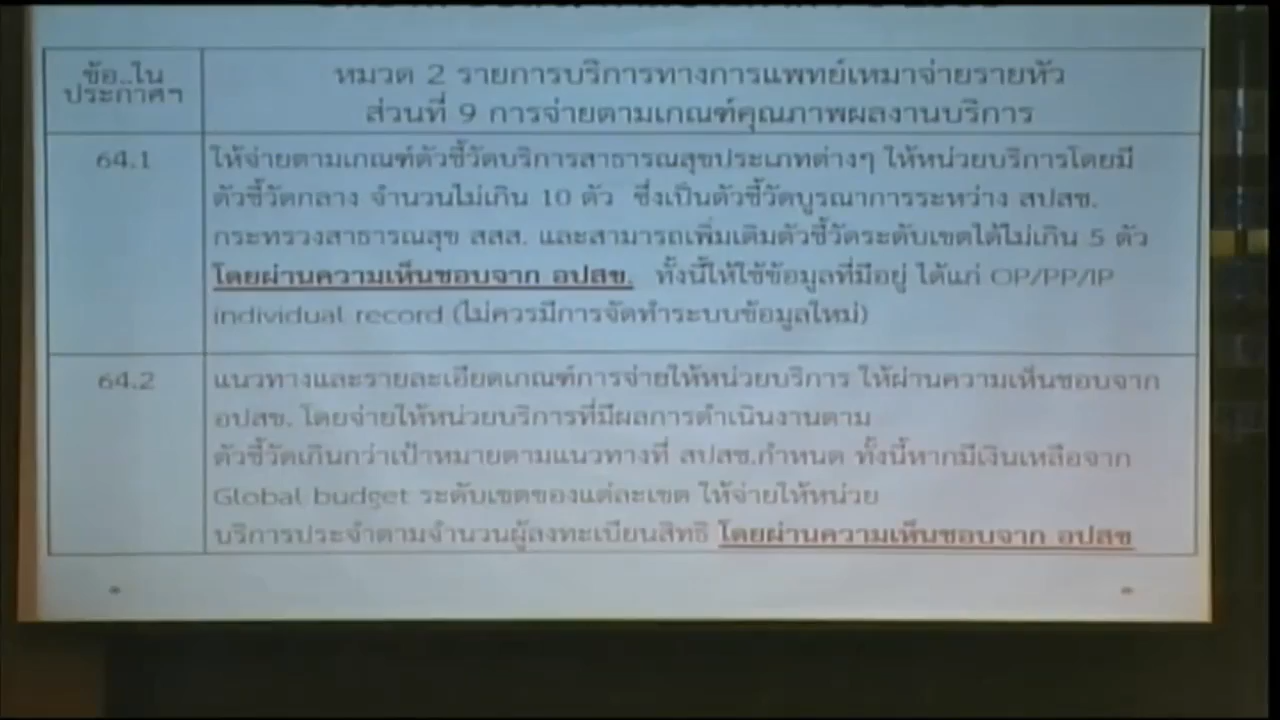 ข้อ..ใน
ประกาศฯ
หมวด 2 รายการบริการทางการแพทย์เหมาจ่ายรายหัว
ส่วนที่ 9 การจ่ายตามเกณฑ์คุณภาพผลงานบริการ
64.1
ให้จ่ายตามเกณฑ์ตัวชี้วัดบริการสาธารณสุขประเภทต่างๆ ให้หน่วยบริการโดยมี
ตัวชี้วัดกลาง จำนวนไม่เกิน 10 ตัว ซึ่งเป็นตัวชี้วัดบูรณาการระหว่าง สปสช.
กระทรวงสาธารณสุข สสส. และสามารถเพิ่มเติมตัวชี้วัดระดับเขตได้ไม่เกิน 5 ตัว
โดยผ่านความเห็นชอบจาก อปสข. ทั้งนี้ให้ใช้ข้อมูลที่มีอยู่ ได้แก่ OP/PP/IP
individual record (ไม่ควรมีการจัดทำระบบข้อมูลใหม่)
64.2
แนวทางและรายละเอียดเกณฑ์การจ่ายให้หน่วยบริการ ให้ผ่านความเห็นชอบจาก
อปสข. โดยจ่ายให้หน่วยบริการที่มีผลการดำเนินงานตาม
ตัวชี้วัดเกินกว่าเป้าหมายตามแนวทางที่ สปสช.กำหนด ทั้งนี้หากมีเงินเหลือจาก
Global budget ระดับเขตของแต่ละเขต ให้จ่ายให้หน่วย
บริการประจำตามจำนวนผู้ลงทะเบียนสิทธิ โดยผ่านความเห็นชอบจาก อปสข